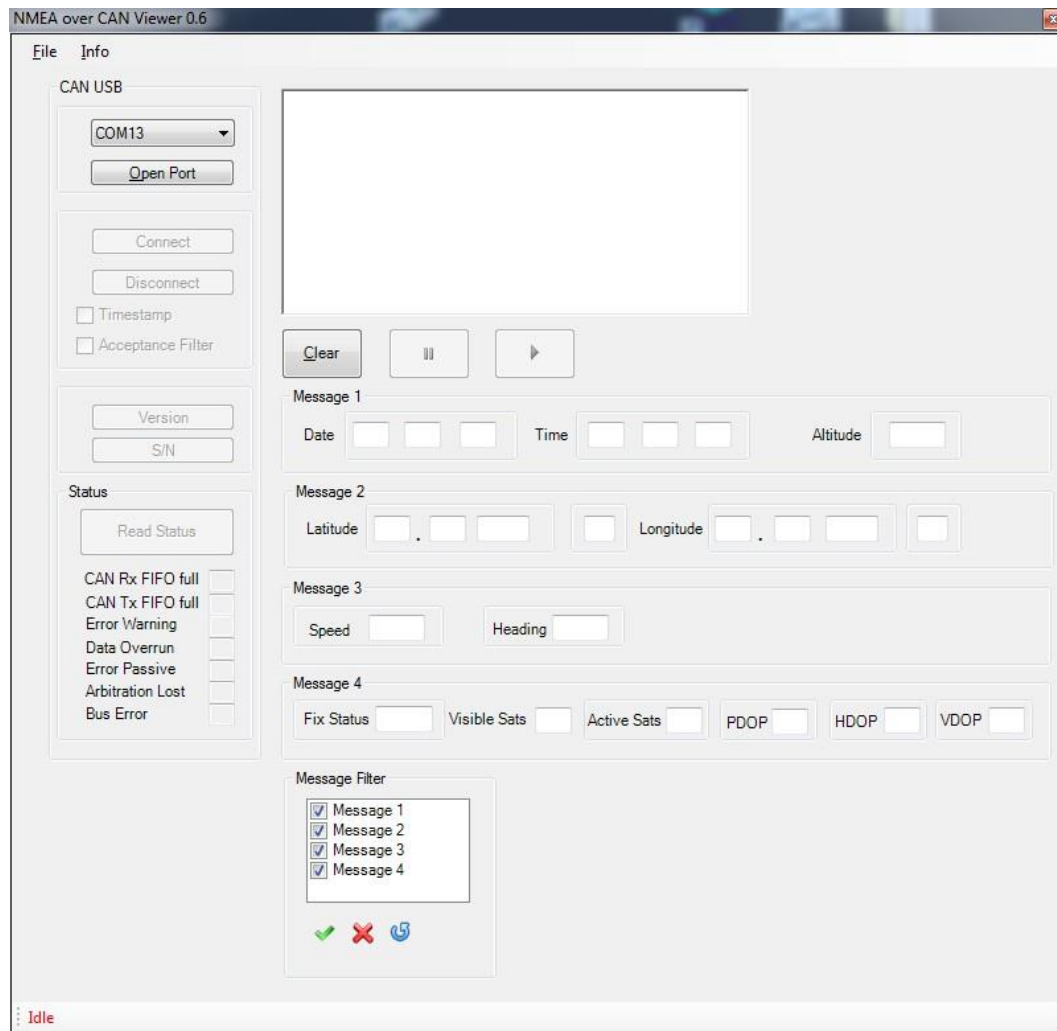 NMEA over CAN Viewer 0.6
File Info
CAN USB
COM13
Open Port
Connect
Disconnect
Timestamp
Acceptance Filter
Clear
Version
S/N
Message 1
Date Time Altitude
Status
Read Status
CAN Rx FIFO full
CAN Tx FIFO full
Error Warning
Data Overrun
Error Passive
Arbitration Lost
Bus Error
Message 2
Latitude . Longitude .
Message 3
Speed Heading
Message 4
Fix Status Visible Sats Active Sats PDOP HDOP VDOP
Message Filter
Message 1
Message 2
Message 3
Message 4
Idle